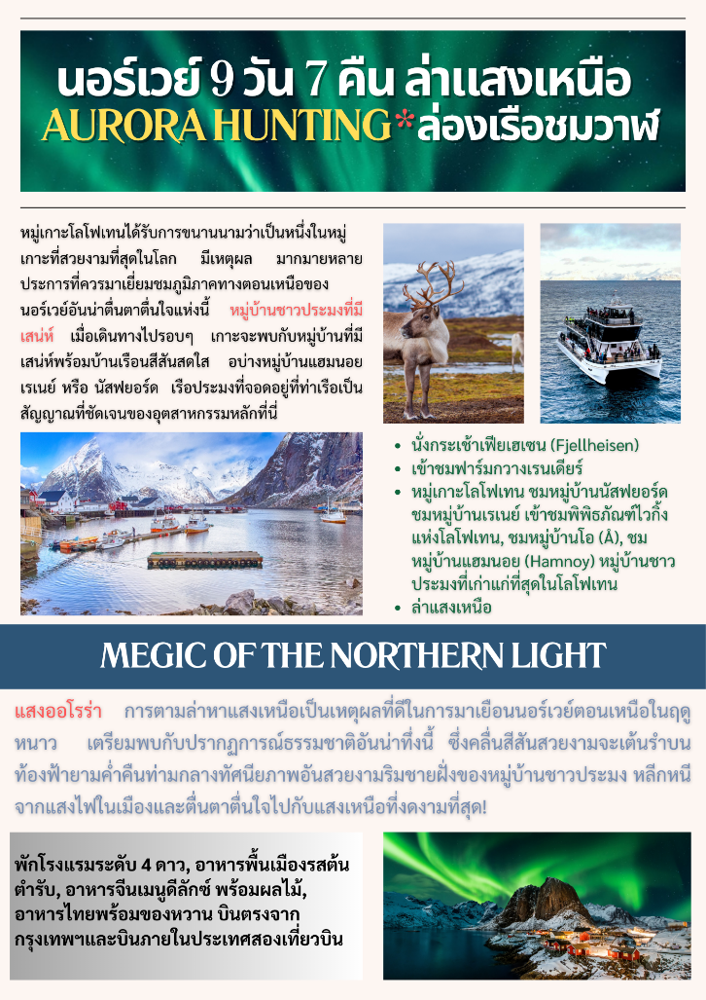 นอร์เวย์ 9 วัน 7 คืน ล่าแสงเหนือ
AURORA HUNTING*ล่องเรือชมวาฬ
หมู่เกาะโลโฟเทนได้รับการขนานนามว่าเป็นหนึ่งในหมู่
เกาะที่สวยงามที่สุดในโลก มีเหตุผล มากมายหลาย
ประการที่ควรมาเยี่ยมชมภูมิภาคทางตอนเหนือของ
นอร์เวย์อันน่าตื่นตาตื่นใจแห่งนี้ หมู่บ้านชาวประมงที่มี
เสน่ห์ เมื่อเดินทางไปรอบๆ เกาะจะพบกับหมู่บ้านที่มี
เสน่ห์พร้อมบ้านเรือนสีสันสดใส อบ่างหมู่บ้านแฮมนอย
เรเนย์ หรือ นัสฟยอร์ด เรือประมงที่จอดอยู่ที่ท่าเรือเป็น
สัญญาณที่ชัดเจนของอุตสาหกรรมหลักที่นี่
• นั่งกระเช้าเฟียเฮเซน (Fjellheisen)
• เข้าชมฟาร์มกวางเรนเดียร์
• หมู่เกาะโลโฟเทน ชมหมู่บ้านนัสฟยอร์ด
ชมหมู่บ้านเรเนย์ เข้าชมพิพิธภัณฑ์ไวกิ้ง
แห่งโลโฟเทน, ชมหมู่บ้านโอ (Å), ชม
หมู่บ้านแฮมนอย (Hamnoy) หมู่บ้านชาว
ประมงที่เก่าแก่ที่สุดในโลโฟเทน
• ล่าแสงเหนือ
MEGIC OF THE NORTHERN LIGHT
แสงออโรร่า การตามล่าหาแสงเหนือเป็นเหตุผลที่ดีในการมาเยือนนอร์เวย์ตอนเหนือในฤดู
หนาว เตรียมพบกับปรากฏการณ์ธรรมชาติอันน่าทึ่งนี้ ซึ่งคลื่นสีสันสวยงามจะเต้นรำบน
ท้องฟ้ายามค่ำคืนท่ามกลางทัศนียภาพอันสวยงามริมชายฝั่งของหมู่บ้านชาวประมง หลีกหนี
จากแสงไฟในเมืองและตื่นตาตื่นใจไปกับแสงเหนือที่งดงามที่สุด!
พักโรงแรมระดับ 4 ดาว, อาหารพื้นเมืองรสต้น
ตำรับ, อาหารจีนเมนูดีลักซ์ พร้อมผลไม้,
อาหารไทยพร้อมของหวาน บินตรงจาก
กรุงเทพฯและบินภายในประเทศสองเที่ยวบิน